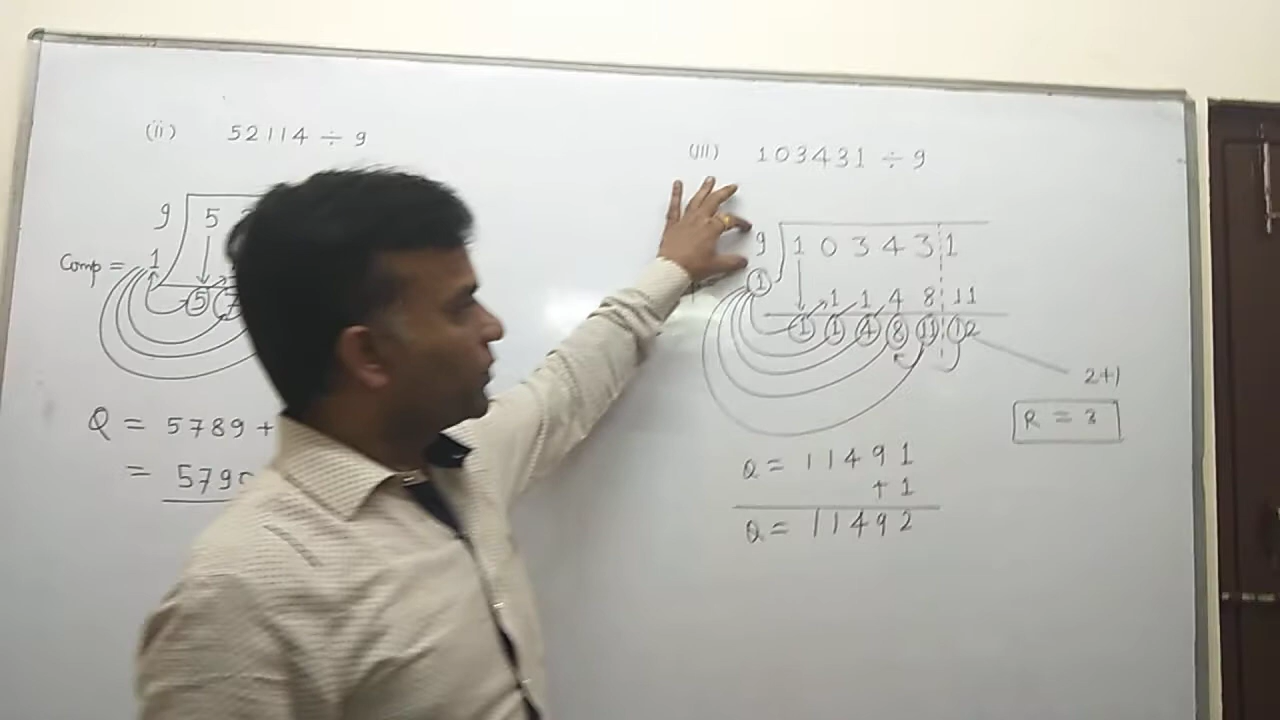 (ii) 52114 ÷ 9
9 5
Comp = 1
5 7
Q = 5789 +
= 579
(iii) 103431 ÷ 9
9 1 0 3 4 3 1
1
1 1 4 8 11
1 1 4 8 11 12
2+1
R = 3
Q = 11491
+ 1
Q = 11492